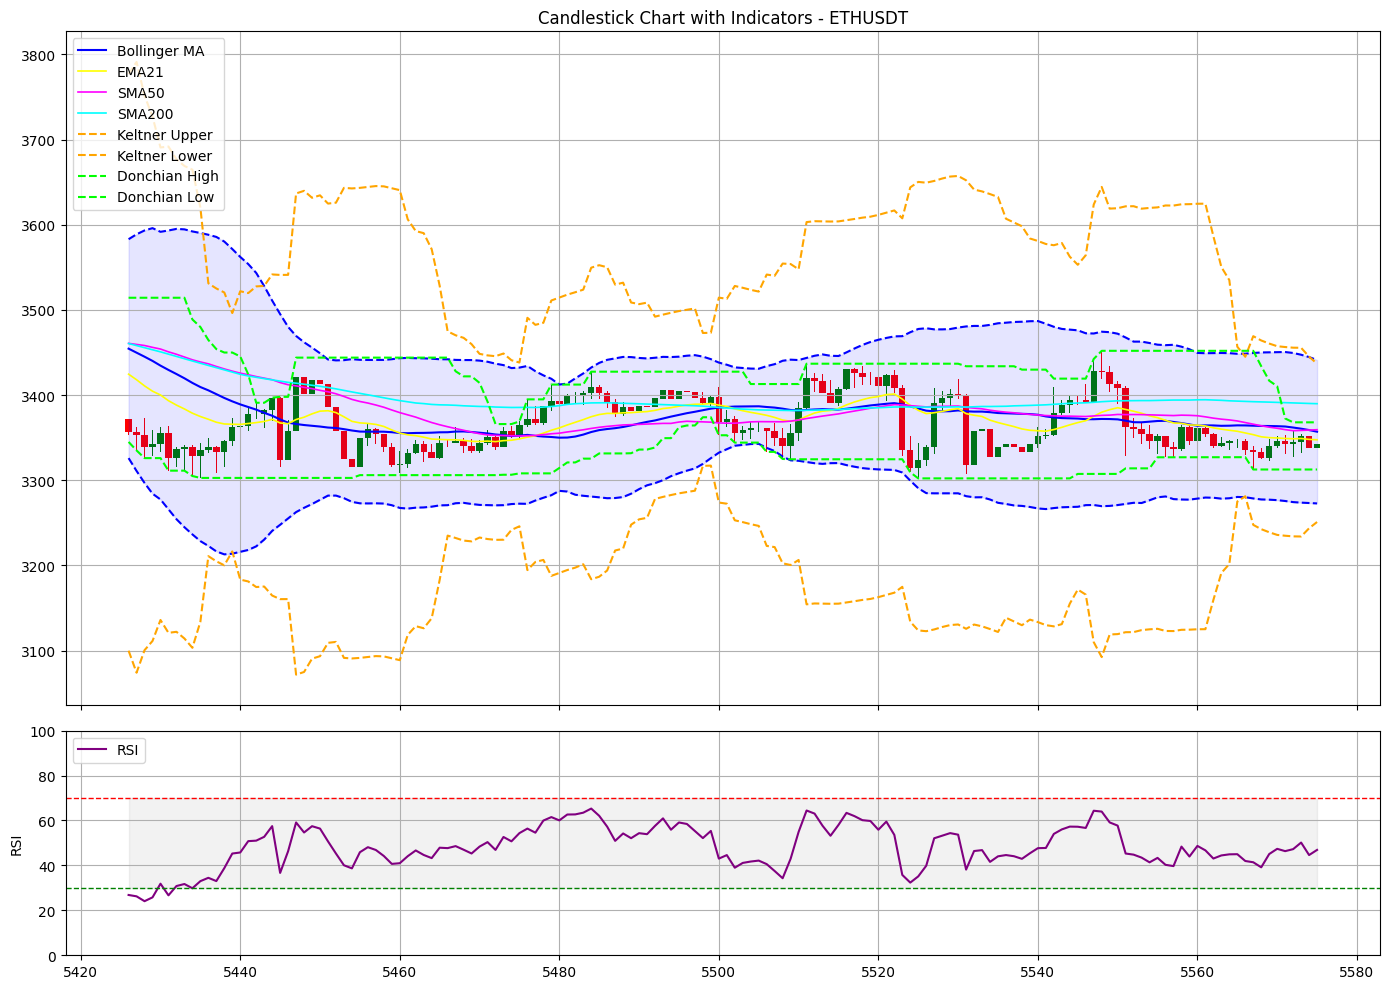 Candlestick Chart with Indicators - ETHUSDT
3800
3700
3600
3500
3400
3300
3200
3100
Bollinger MA
EMA21
SMA50
SMA200
Keltner Upper
Keltner Lower
Donchian High
Donchian Low
RSI
100
80
60
40
20
0
RSI
5420
5440
5460
5480
5500
5520
5540
5560
5580